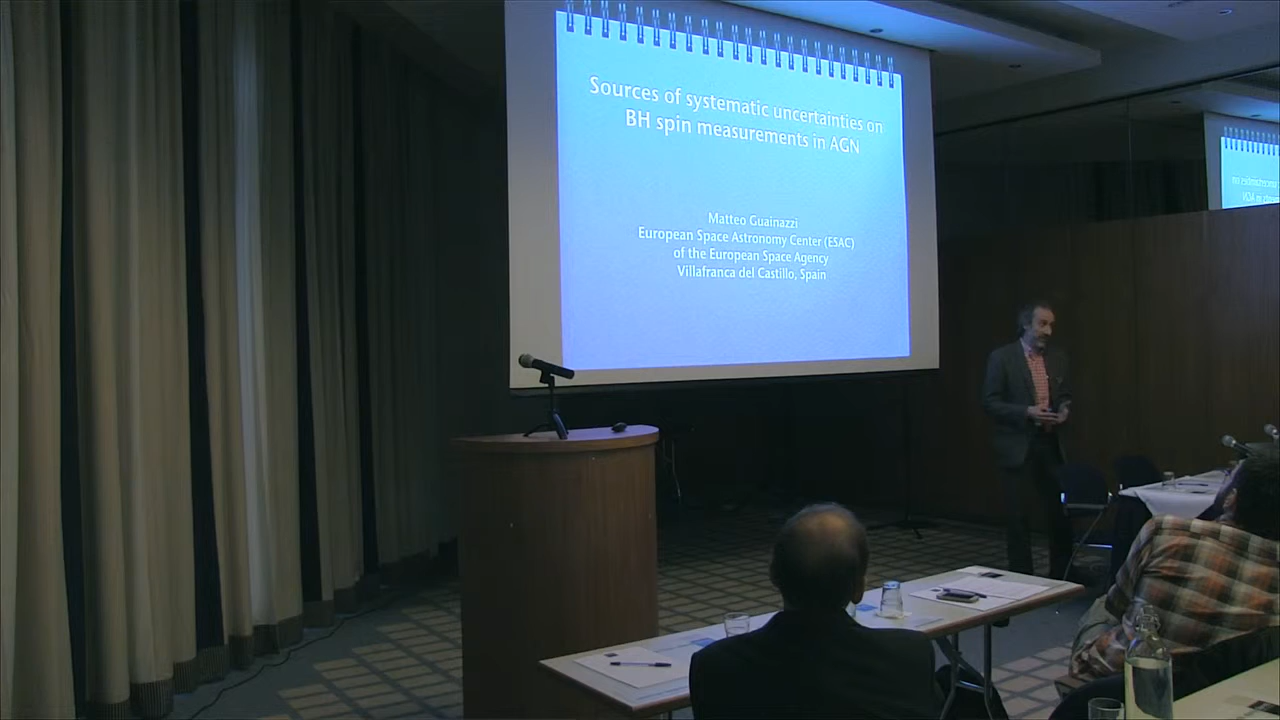 Sources of systematic uncertainties on
BH spin measurements in AGN
Matteo Guainazzi
European Space Astronomy Center (ESAC)
of the European Space Agency
Villafranca del Castillo, Spain